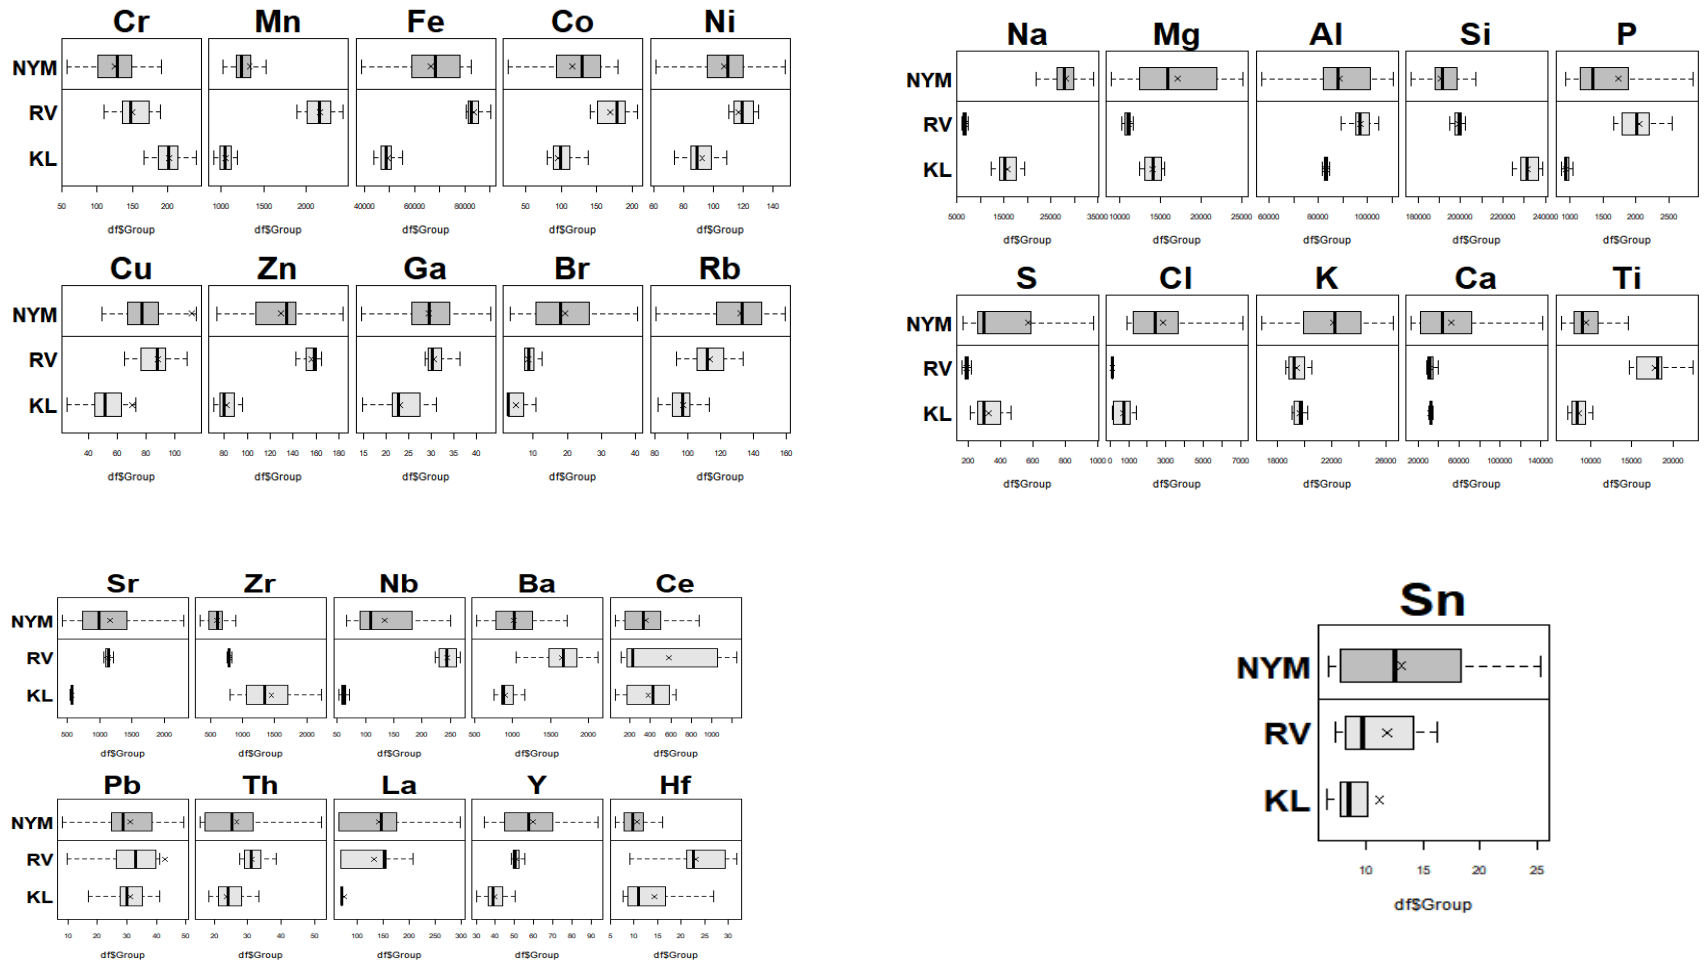 Cr Mn Fe Co Ni
NYM
RV
KL
50 100 150 200 1000 1500 2000 40000 60000 80000 50 100 150 200 60 80 100 120 140
df$Group df$Group df$Group df$Group df$Group
Cu Zn Ga Br Rb
NYM
RV
KL
40 60 80 100 80 100 120 140 160 180 15 20 25 30 35 40 10 20 30 40 80 100 120 140 160
df$Group df$Group df$Group df$Group df$Group
Na Mg Al Si P
NYM
RV
KL
5000 15000 25000 35000 10000 15000 20000 25000 60000 80000 100000 180000 200000 220000 240000 1000 1500 2000 2500
df$Group df$Group df$Group df$Group df$Group
S Cl K Ca Ti
NYM
RV
KL
200 400 600 800 1000 0 1000 3000 5000 7000 18000 22000 26000 20000 60000 100000 140000 10000 15000 20000
df$Group df$Group df$Group df$Group df$Group
Sr Zr Nb Ba Ce
NYM
RV
KL
500 1000 1500 2000 500 1000 1500 2000 50 100 150 200 250 1000 1500 2000 200 400 600 800 1000
df$Group df$Group df$Group df$Group df$Group
Pb Th La Y Hf
NYM
RV
KL
10 20 30 40 50 20 30 40 50 100 150 200 250 300 30 40 50 60 70 80 90 5 10 15 20 25 30
df$Group df$Group df$Group df$Group df$Group
Sn
NYM
RV
KL
10 15 20 25
df$Group